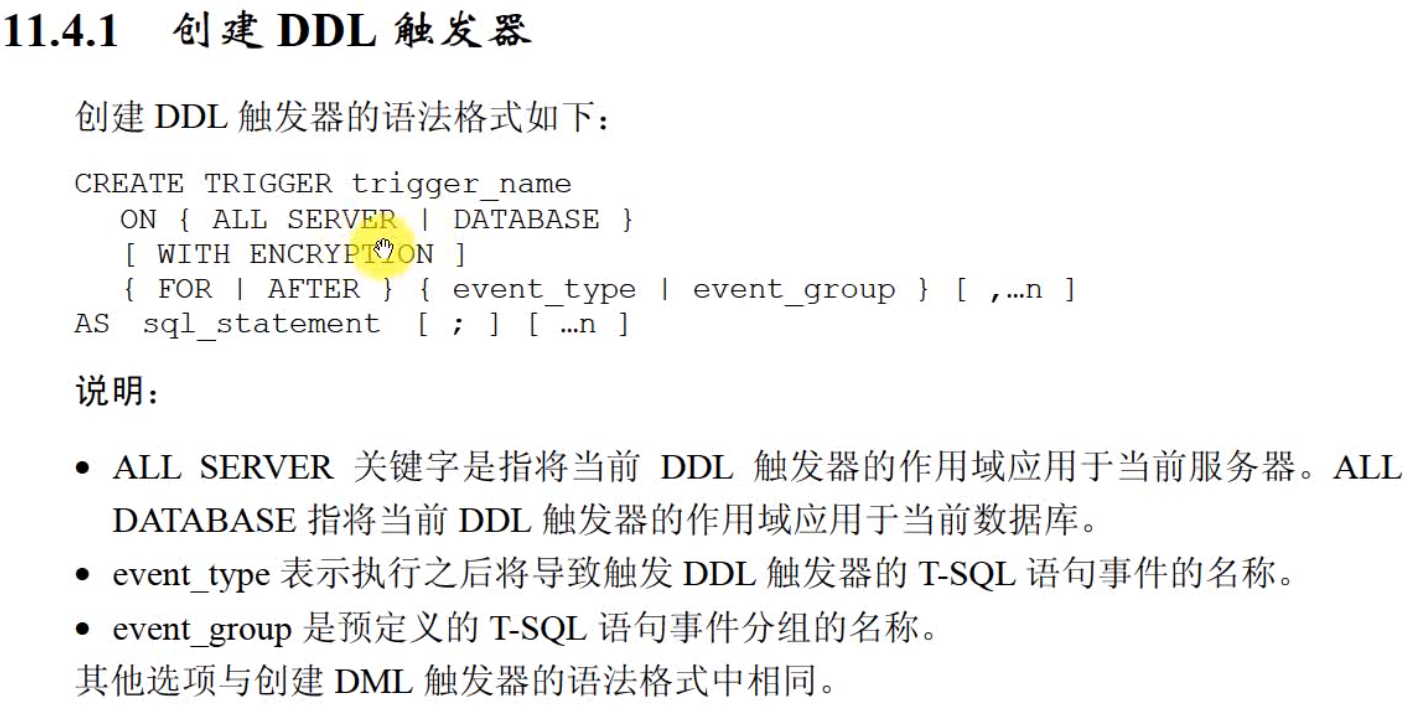 11.4.1 创建 DDL 触发器
创建 DDL 触发器的语法格式如下：
CREATE TRIGGER trigger_name
ON { ALL SERVER | DATABASE }
[ WITH ENCRYPTION ]
{ FOR | AFTER } { event_type | event_group } [ ,…n ]
AS sql_statement [ ; ] [ …n ]
说明：
• ALL SERVER 关键字是指将当前 DDL 触发器的作用域应用于当前服务器。ALL
DATABASE 指将当前 DDL 触发器的作用域应用于当前数据库。
• event_type 表示执行之后将导致触发 DDL 触发器的 T-SQL 语句事件的名称。
• event_group 是预定义的 T-SQL 语句事件分组的名称。
其他选项与创建 DML 触发器的语法格式中相同。